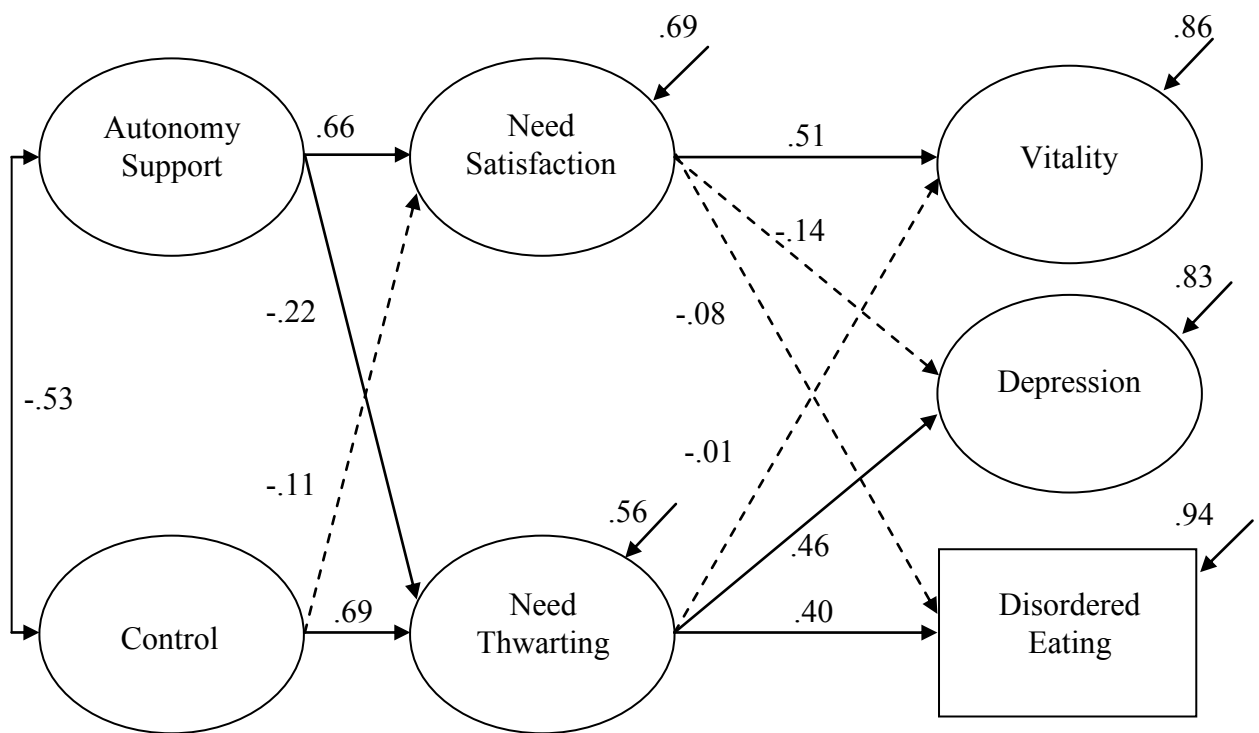 .69
.86
Autonomy
Support
.66
Need
Satisfaction
.51
Vitality
-.14
-.22
-.08
.83
-.53
Depression
-.11
-.01
.56
.94
.46
Control
.69
Need
Thwarting
.40
Disordered
Eating